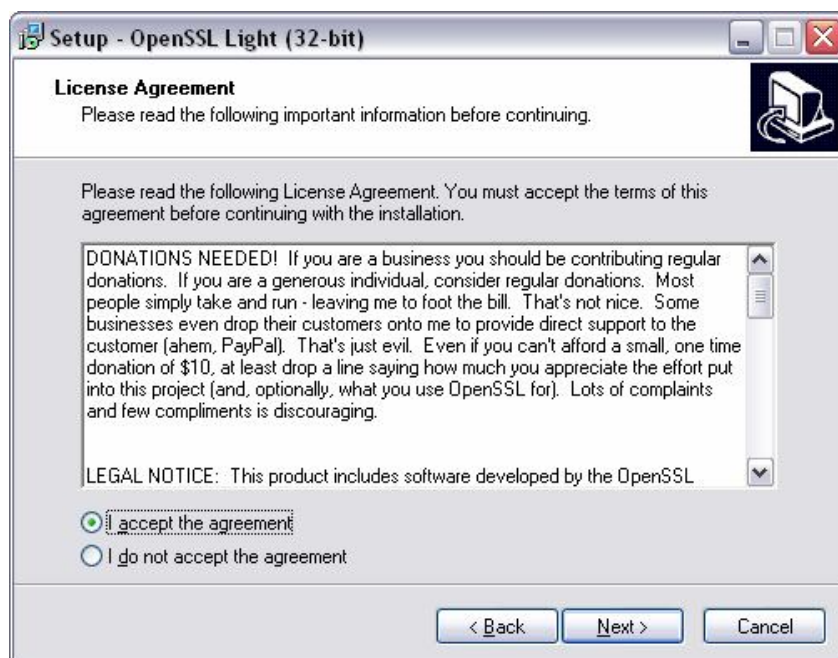 Setup - OpenSSL Light (32-bit)
License Agreement
Please read the following important information before continuing.
Please read the following License Agreement. You must accept the terms of this
agreement before continuing with the installation.
DONATIONS NEEDED!  If you are a business you should be contributing regular
donations.  If you are a generous individual, consider regular donations.  Most
people simply take and run - leaving me to foot the bill.  That's not nice.  Some
businesses even drop their customers onto me to provide direct support to the
customer (ahem, PayPal).  That's just evil.  Even if you can't afford a small, one time
donation of $10, at least drop a line saying how much you appreciate the effort put
into this project (and, optionally, what you use OpenSSL for).  Lots of complaints
and few compliments is discouraging.
LEGAL NOTICE:  This product includes software developed by the OpenSSL
I accept the agreement
I do not accept the agreement
< Back
Next >
Cancel